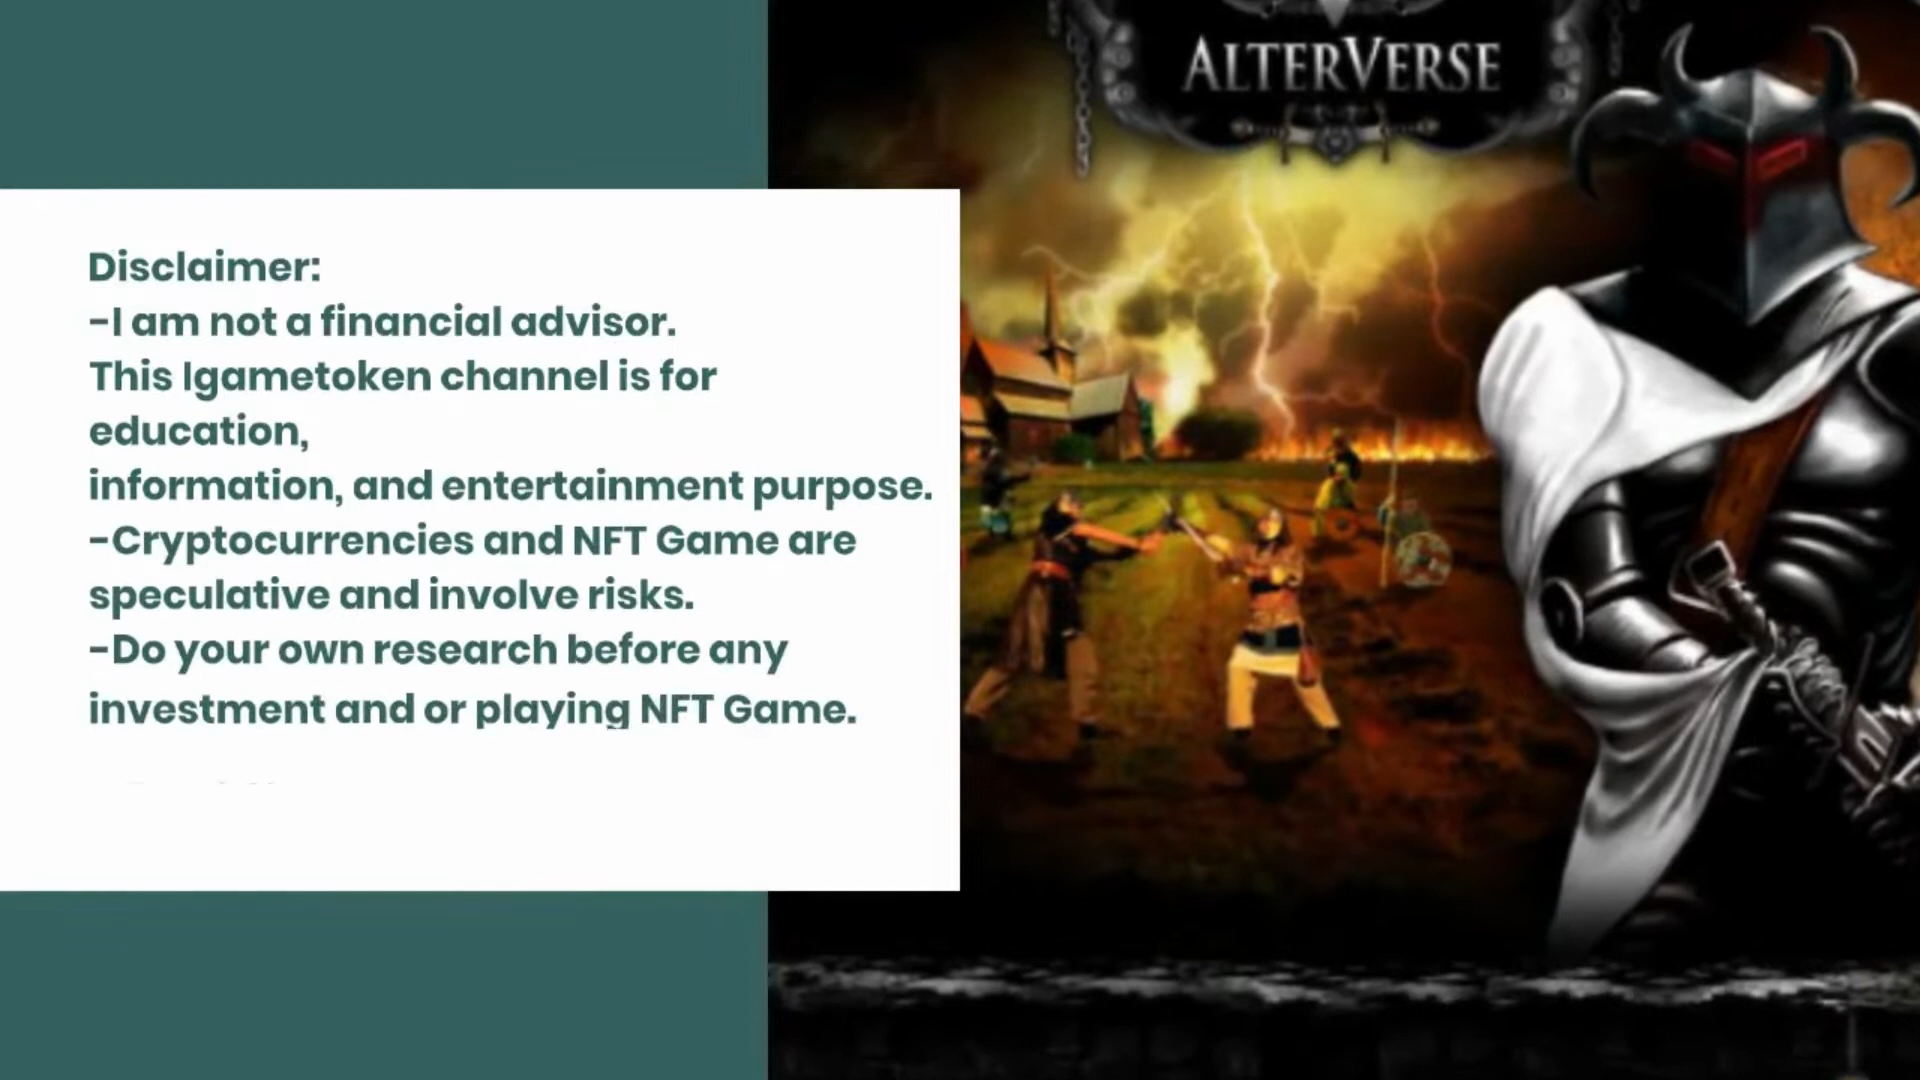 ALTERVERSE
Disclaimer:
-I am not a financial advisor.
This Igametoken channel is for
education,
information, and entertainment purpose.
-Cryptocurrencies and NFT Game are
speculative and involve risks.
-Do your own research before any
investment and or playing NFT Game.